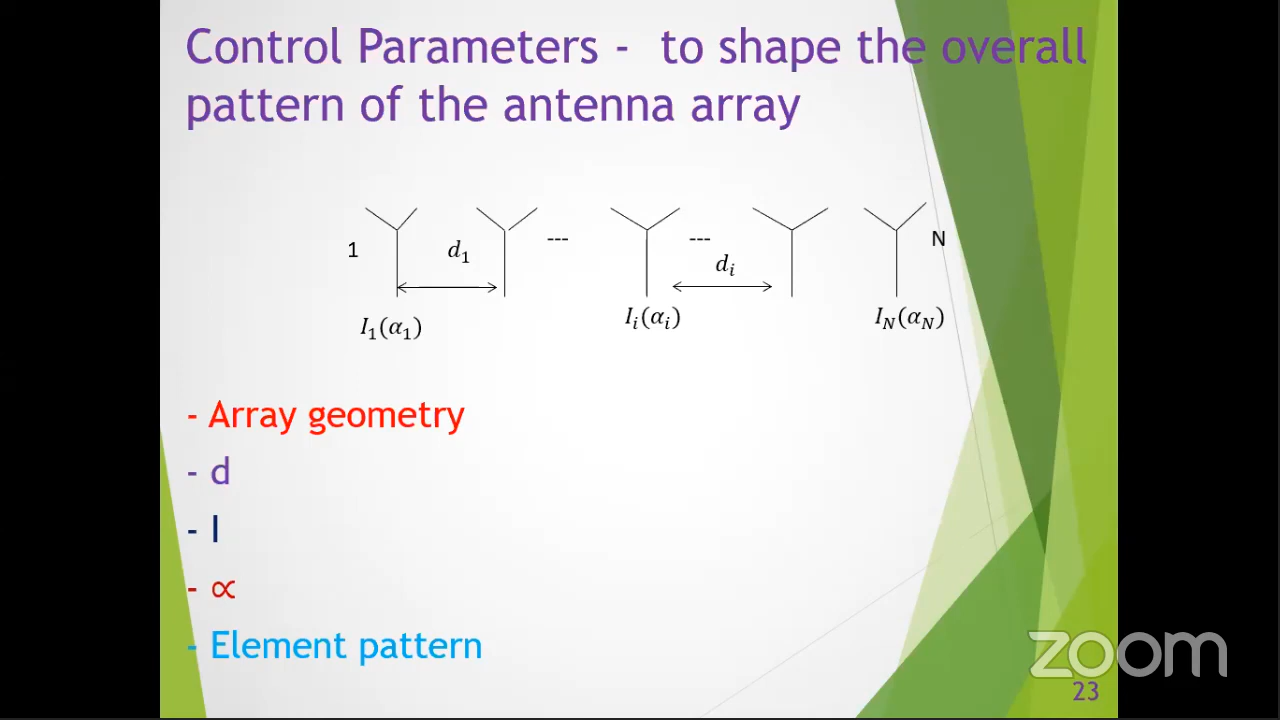 Control Parameters - to shape the overall
pattern of the antenna array
1 d₁ --- --- dᵢ N
I₁(α₁) Iᵢ(αᵢ) I_N(α_N)
- Array geometry
- d
- I
- ∝
- Element pattern
zoom
23